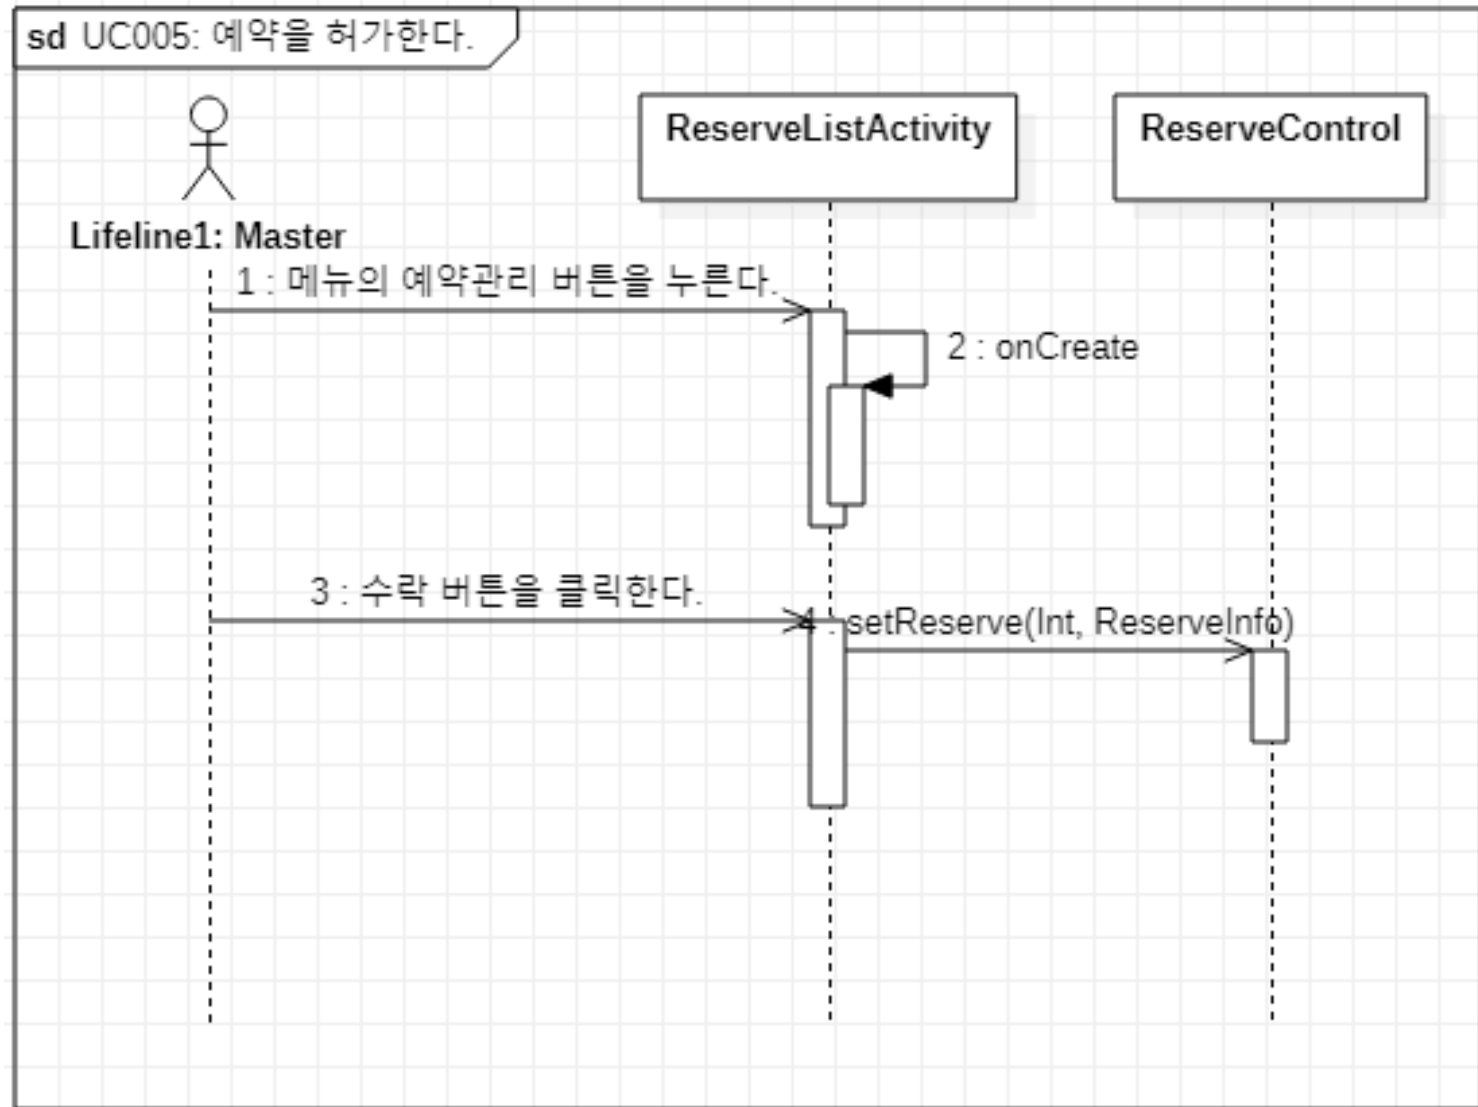 sd UC005: 예약을 허가한다.
ReserveListActivity
ReserveControl
Lifeline1: Master
1 : 메뉴의 예약관리 버튼을 누른다.
2 : onCreate
3 : 수락 버튼을 클릭한다.
4 : setReserve(Int, ReserveInfo)